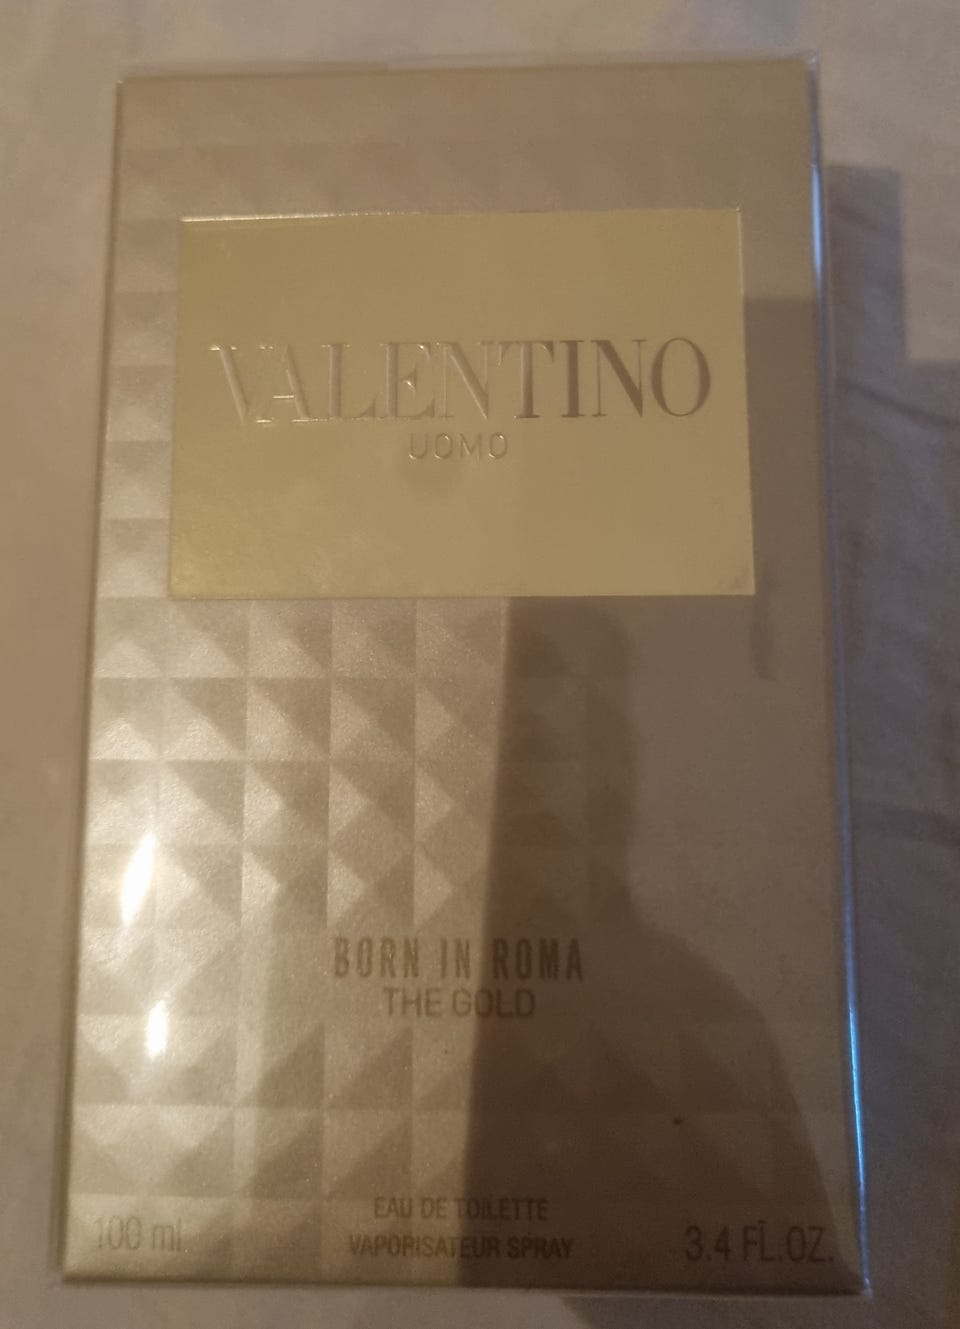 VALENTINO
UOMO
BORN IN ROMA
THE GOLD
EAU DE TOILETTE
100 ml VAPORISATEUR SPRAY 3.4 FL.OZ.